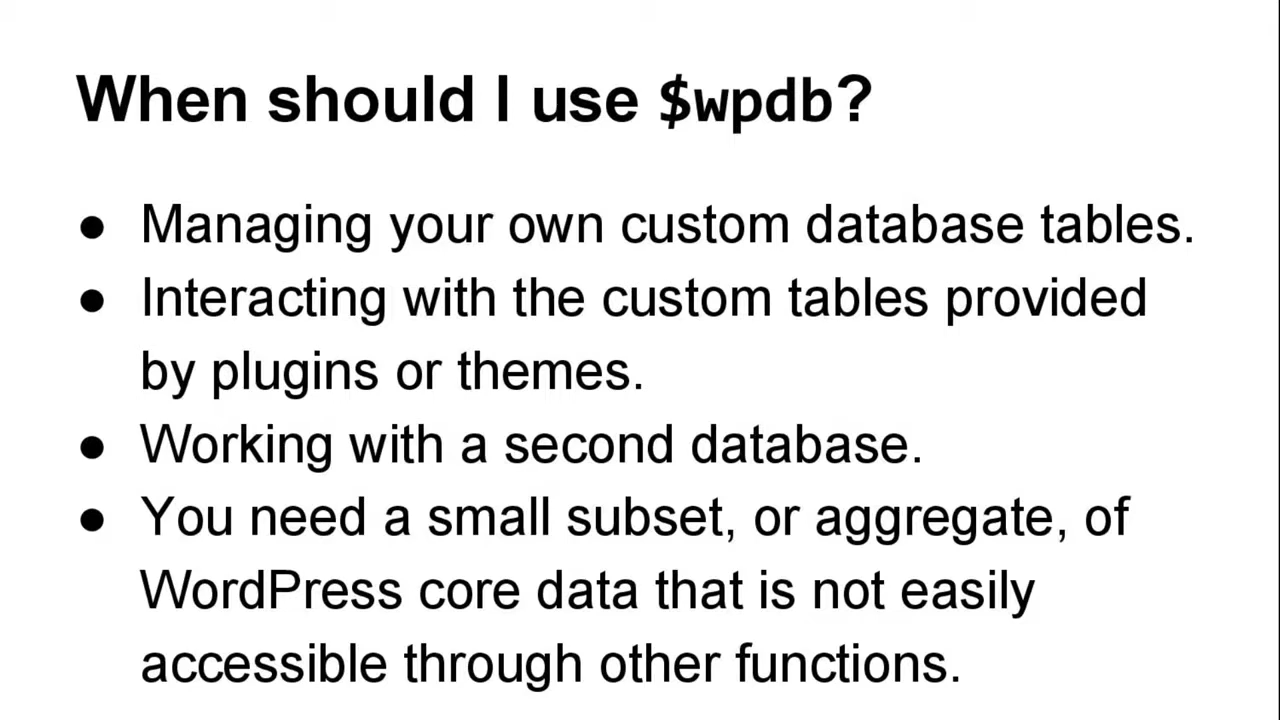 When should I use $wpdb?
● Managing your own custom database tables.
● Interacting with the custom tables provided
by plugins or themes.
● Working with a second database.
● You need a small subset, or aggregate, of
WordPress core data that is not easily
accessible through other functions.